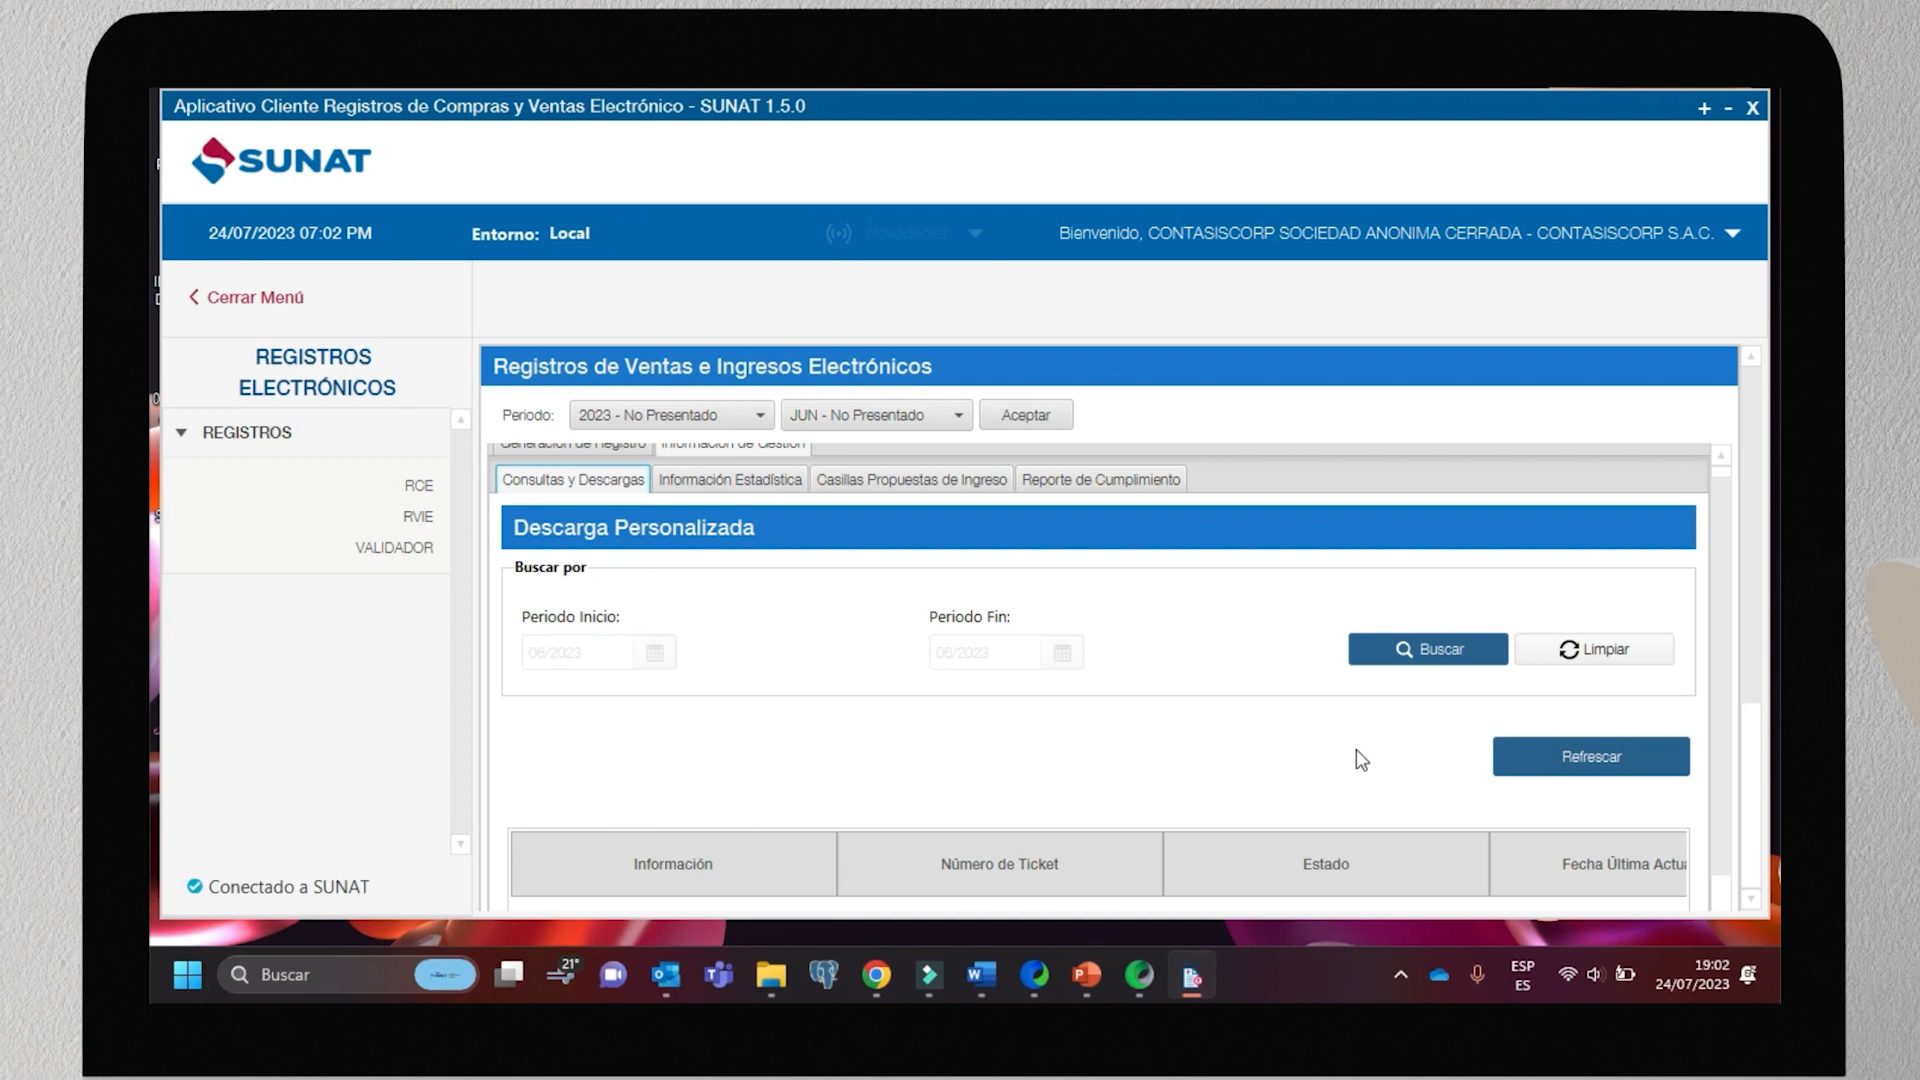 Aplicativo Cliente Registros de Compras y Ventas Electrónico - SUNAT 1.5.0
+ - X
SUNAT
24/07/2023 07:02 PM
Entorno: Local
Novedades
Bienvenido, CONTASISCORP SOCIEDAD ANONIMA CERRADA - CONTASISCORP S.A.C.
Cerrar Menú
REGISTROS
ELECTRÓNICOS
REGISTROS
RCE
RVIE
VALIDADOR
Conectado a SUNAT
Registros de Ventas e Ingresos Electrónicos
Periodo: 2023 - No Presentado JUN - No Presentado Aceptar
Generación de Registro Información de Gestión
Consultas y Descargas Información Estadística Casillas Propuestas de Ingreso Reporte de Cumplimiento
Descarga Personalizada
Buscar por
Periodo Inicio: Periodo Fin:
06/2023 06/2023 Buscar Limpiar
Refrescar
Información Número de Ticket Estado Fecha Última Actua
Buscar
21°
ESP
ES
19:02
24/07/2023